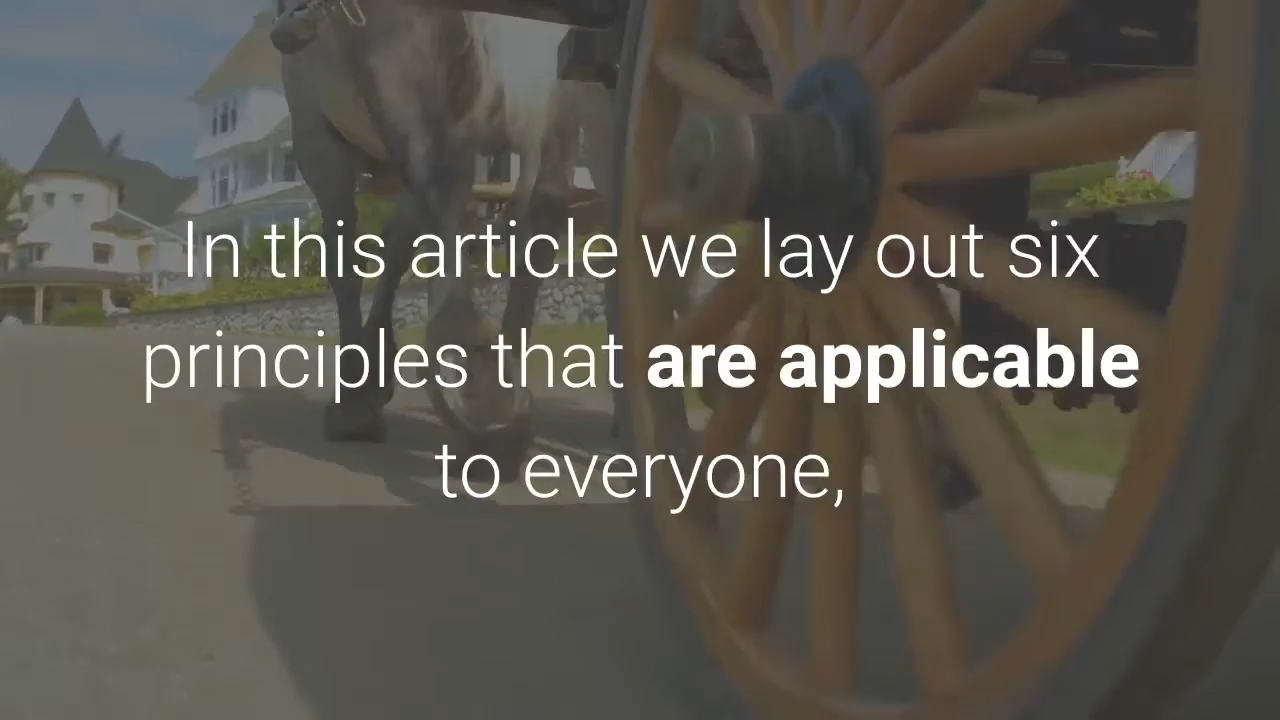 In this article we lay out six
principles that are applicable
to everyone,